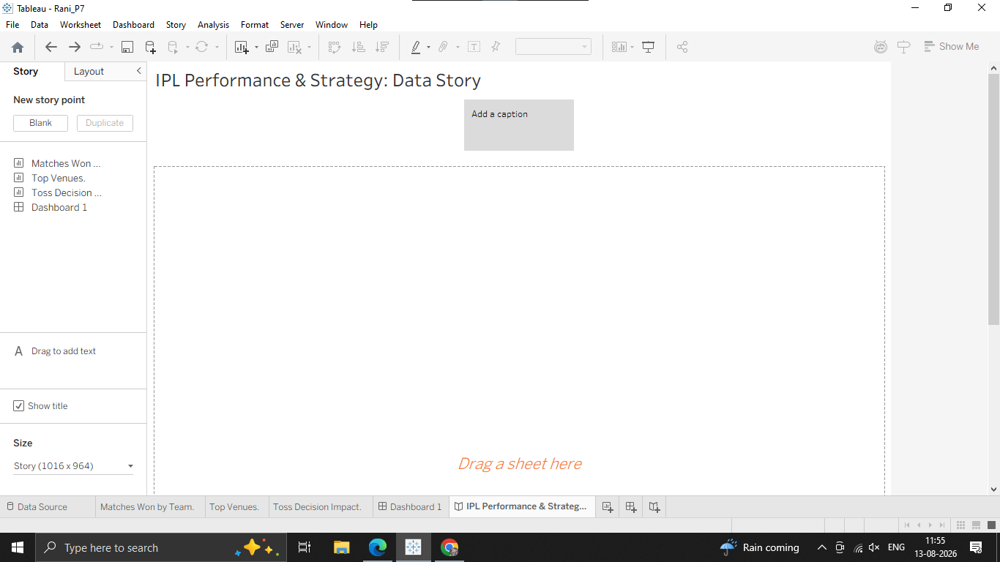 Tableau - Rani_P7
File Data Worksheet Dashboard Story Analysis Format Server Window Help
Show Me
Story Layout
New story point
Blank Duplicate
Matches Won ...
Top Venues.
Toss Decision ...
Dashboard 1
A Drag to add text
Show title
Size
Story (1016 x 964)
IPL Performance & Strategy: Data Story
Add a caption
Drag a sheet here
Data Source Matches Won by Team. Top Venues. Toss Decision Impact. Dashboard 1 IPL Performance & Strateg...
Type here to search
Rain coming
ENG
11:55
13-08-2026